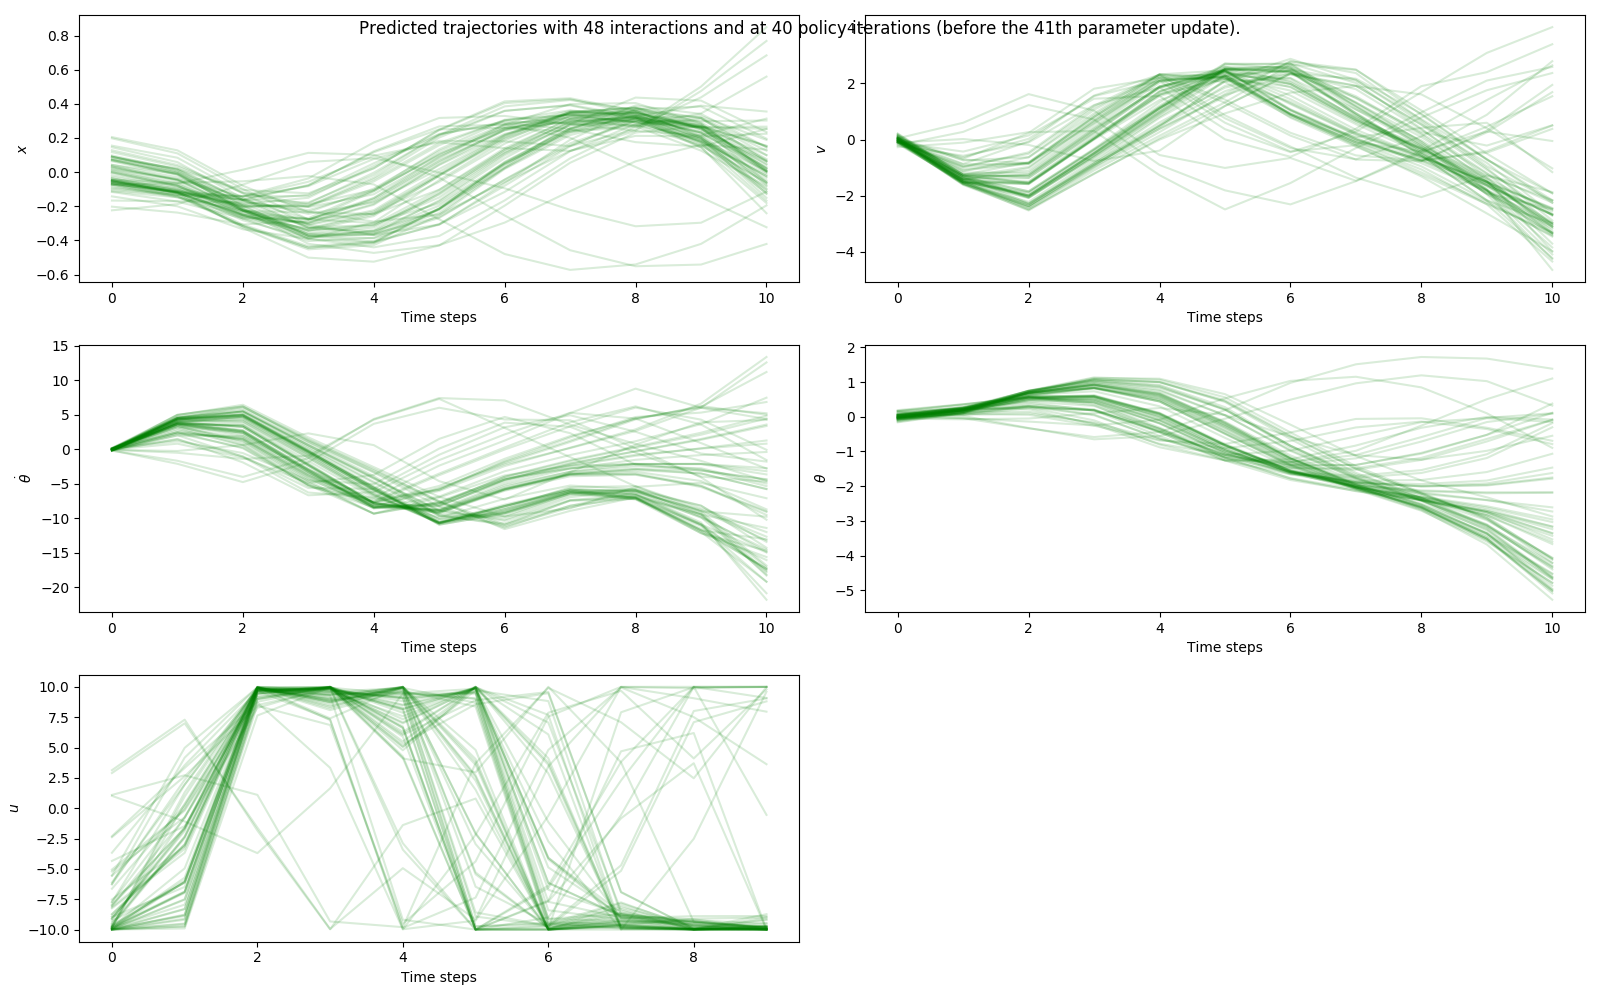 Predicted trajectories with 48 interactions and at 40 policy iterations (before the 41th parameter update).
0.8
0.6
0.4
0.2
0.0
−0.2
−0.4
−0.6
x
0 2 4 6 8 10
Time steps
4
2
0
−2
−4
v
0 2 4 6 8 10
Time steps
15
10
5
0
−5
−10
−15
−20
θ̇
0 2 4 6 8 10
Time steps
2
1
0
−1
−2
−3
−4
−5
θ
0 2 4 6 8 10
Time steps
10.0
7.5
5.0
2.5
0.0
−2.5
−5.0
−7.5
−10.0
u
0 2 4 6 8
Time steps